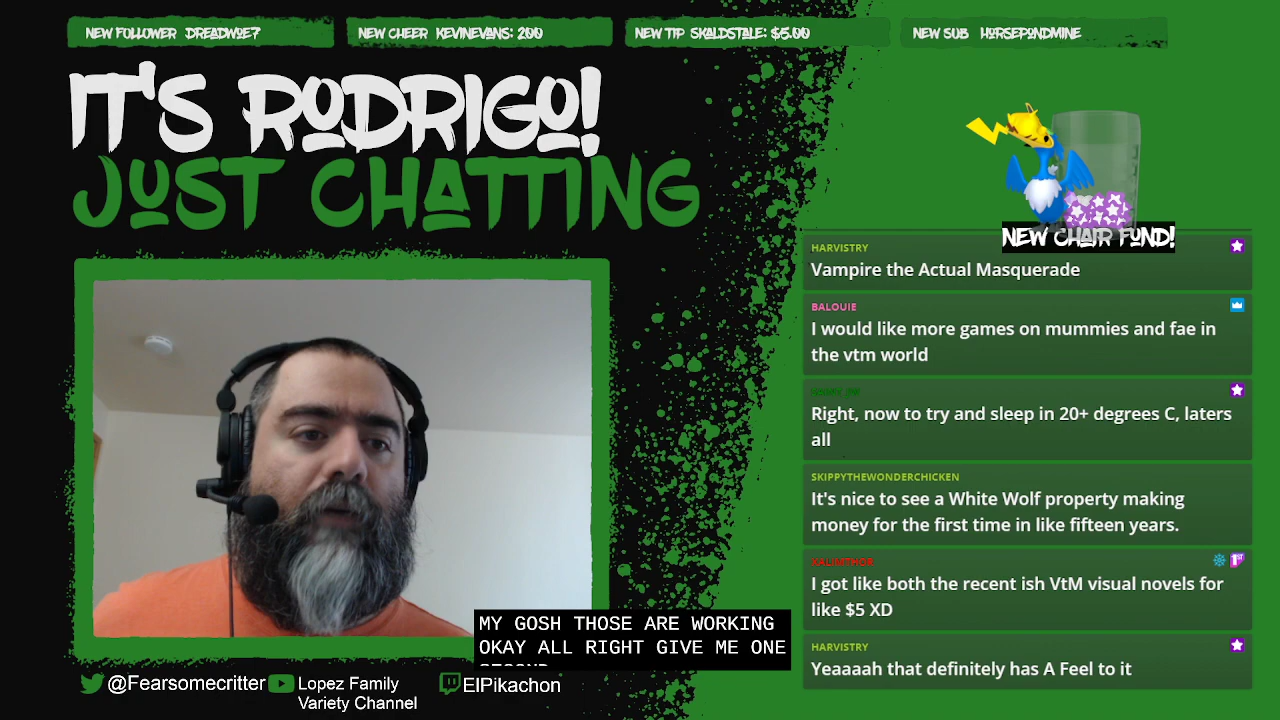 NEW FOLLOWER DREADWOE7
NEW CHEER KEVINEVANS: 200
NEW TIP SKALDSTALE: $5.00
NEW SUB HORSEPONDMINE
IT'S RODRIGO!
JUST CHATTING
NEW CHAIR FUND!
HARVISTRY
Vampire the Actual Masquerade
BALOUIE
I would like more games on mummies and fae in
the vtm world
Right, now to try and sleep in 20+ degrees C, laters
all
SKIPPYTHEWONDERCHICKEN
It's nice to see a White Wolf property making
money for the first time in like fifteen years.
KALINTHOR
I got like both the recent ish VtM visual novels for
like $5 XD
HARVISTRY
Yeaaaah that definitely has A Feel to it
MY GOSH THOSE ARE WORKING
OKAY ALL RIGHT GIVE ME ONE
@Fearsomecritter
Lopez Family
Variety Channel
ElPikachon